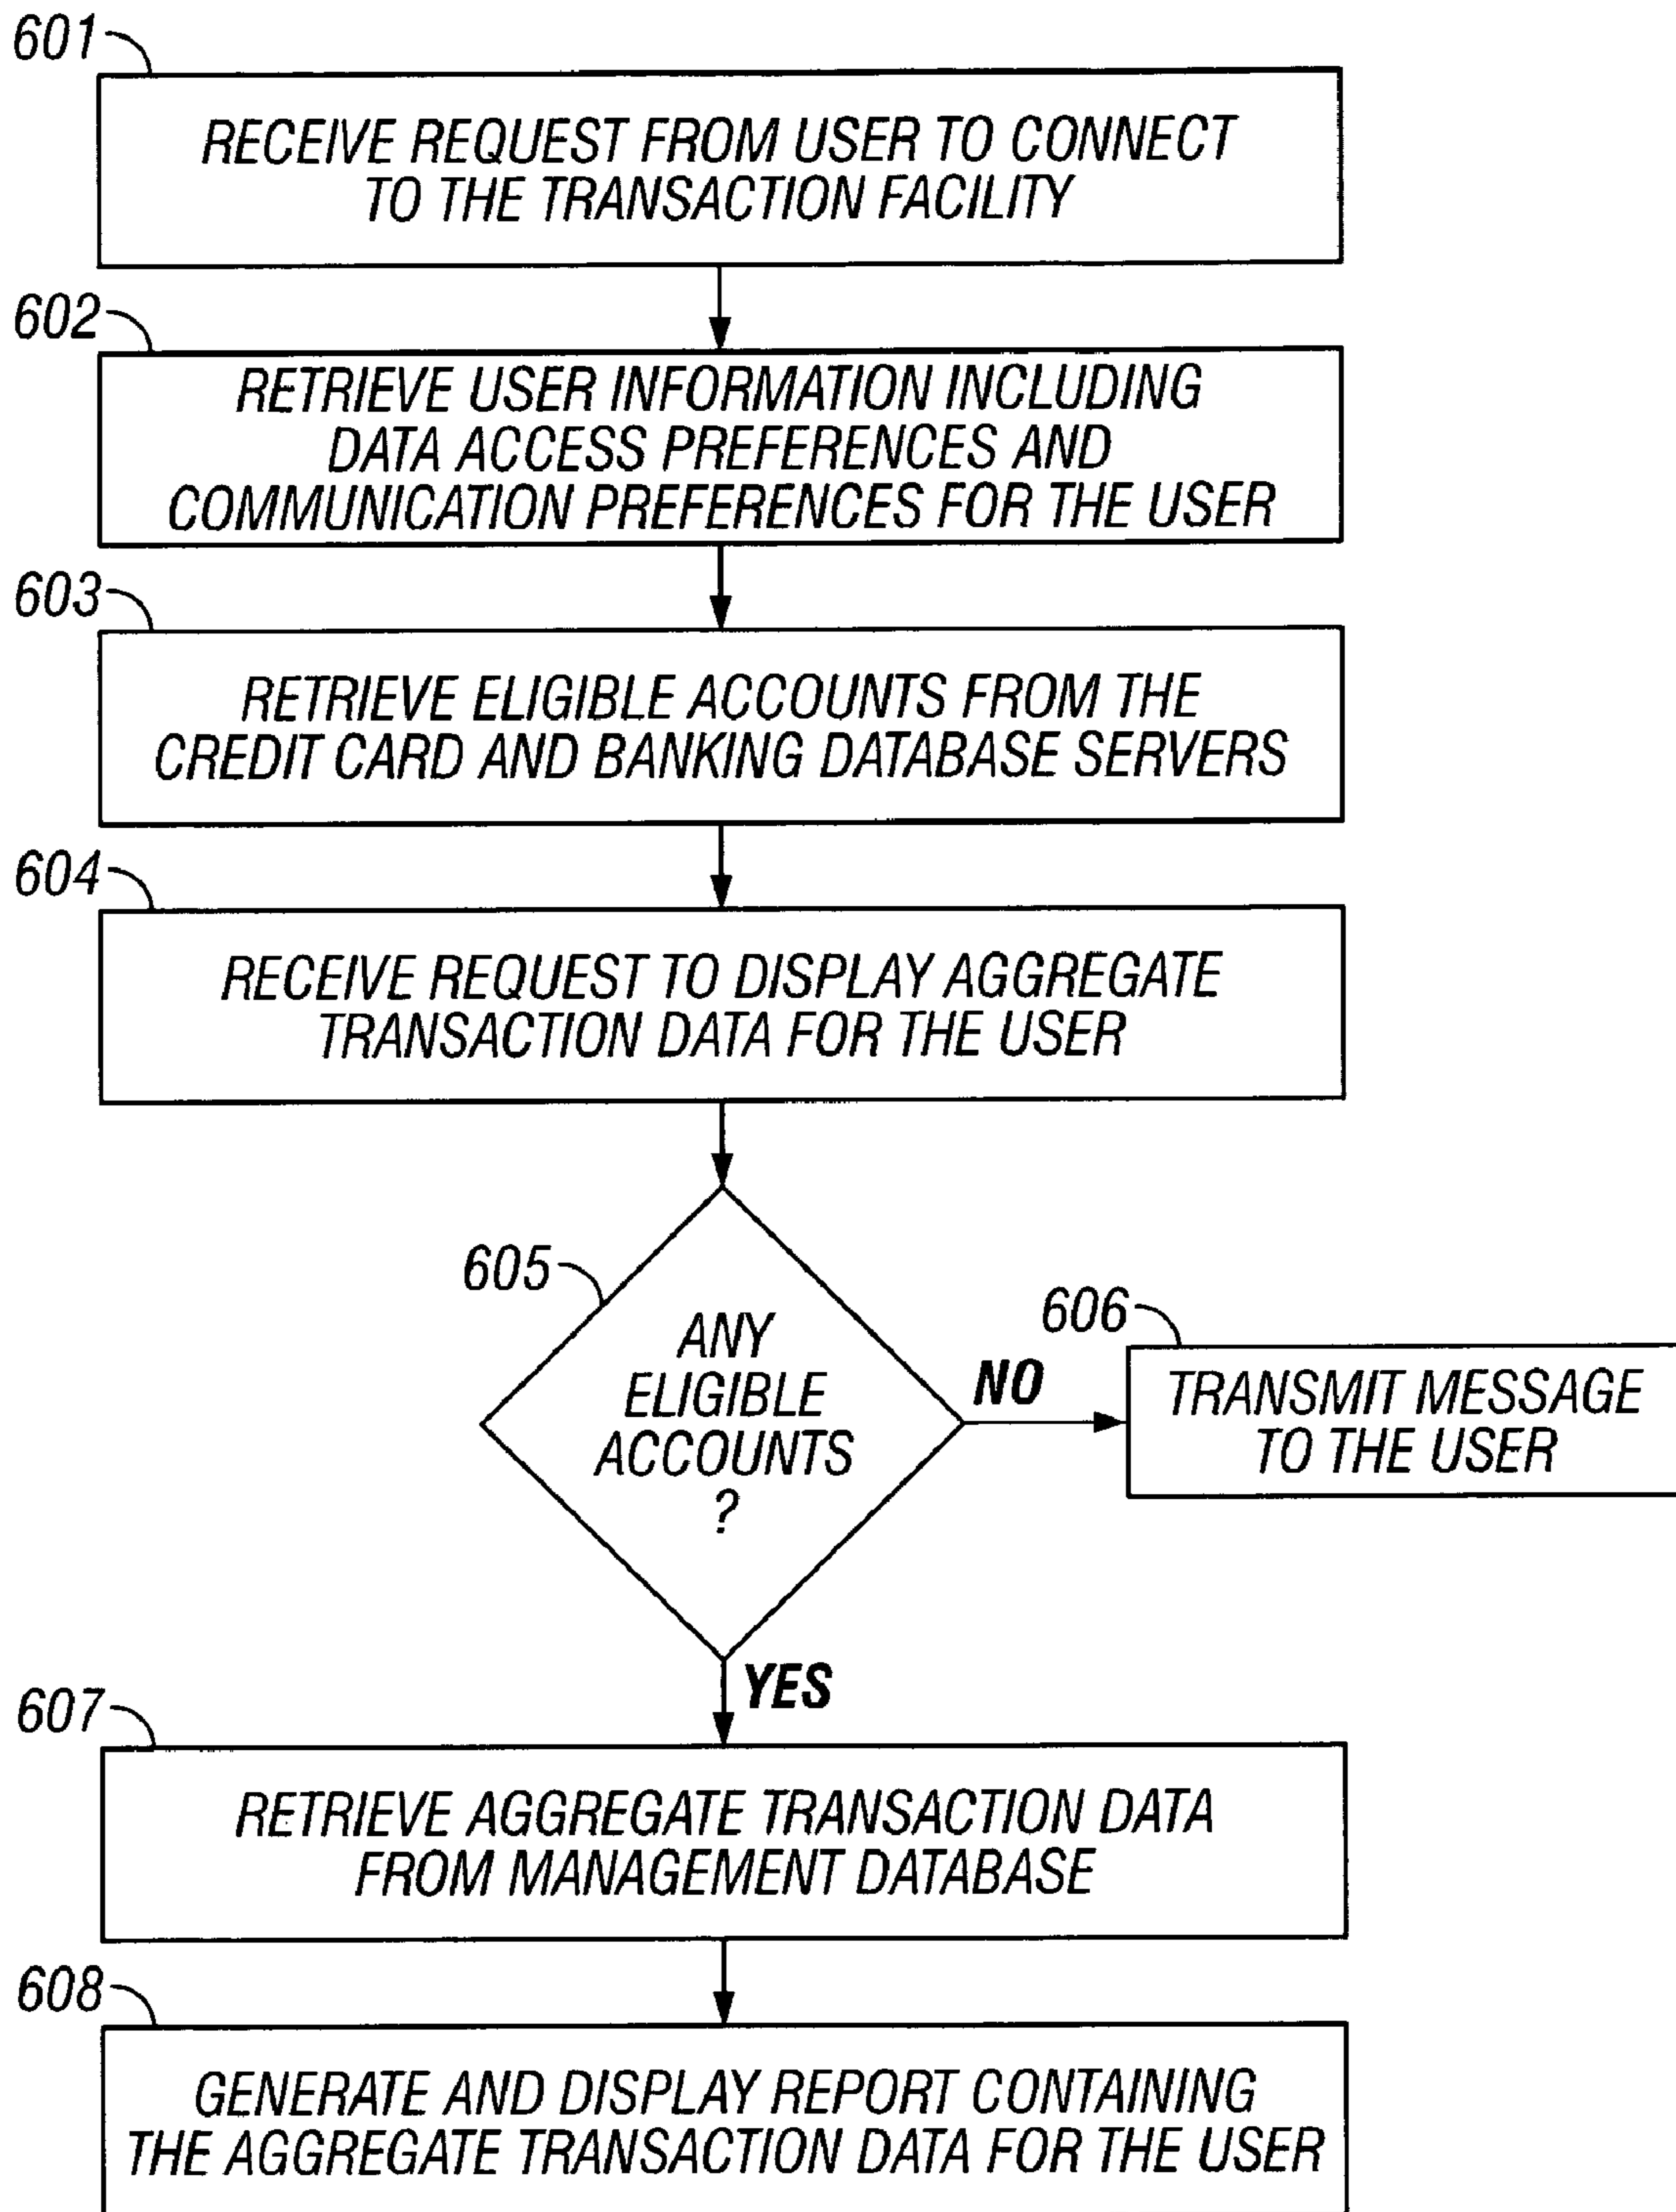 601
RECEIVE REQUEST FROM USER TO CONNECT
TO THE TRANSACTION FACILITY
602
RETRIEVE USER INFORMATION INCLUDING
DATA ACCESS PREFERENCES AND
COMMUNICATION PREFERENCES FOR THE USER
603
RETRIEVE ELIGIBLE ACCOUNTS FROM THE
CREDIT CARD AND BANKING DATABASE SERVERS
604
RECEIVE REQUEST TO DISPLAY AGGREGATE
TRANSACTION DATA FOR THE USER
605
ANY
ELIGIBLE
ACCOUNTS
?
NO
606
TRANSMIT MESSAGE
TO THE USER
YES
607
RETRIEVE AGGREGATE TRANSACTION DATA
FROM MANAGEMENT DATABASE
608
GENERATE AND DISPLAY REPORT CONTAINING
THE AGGREGATE TRANSACTION DATA FOR THE USER